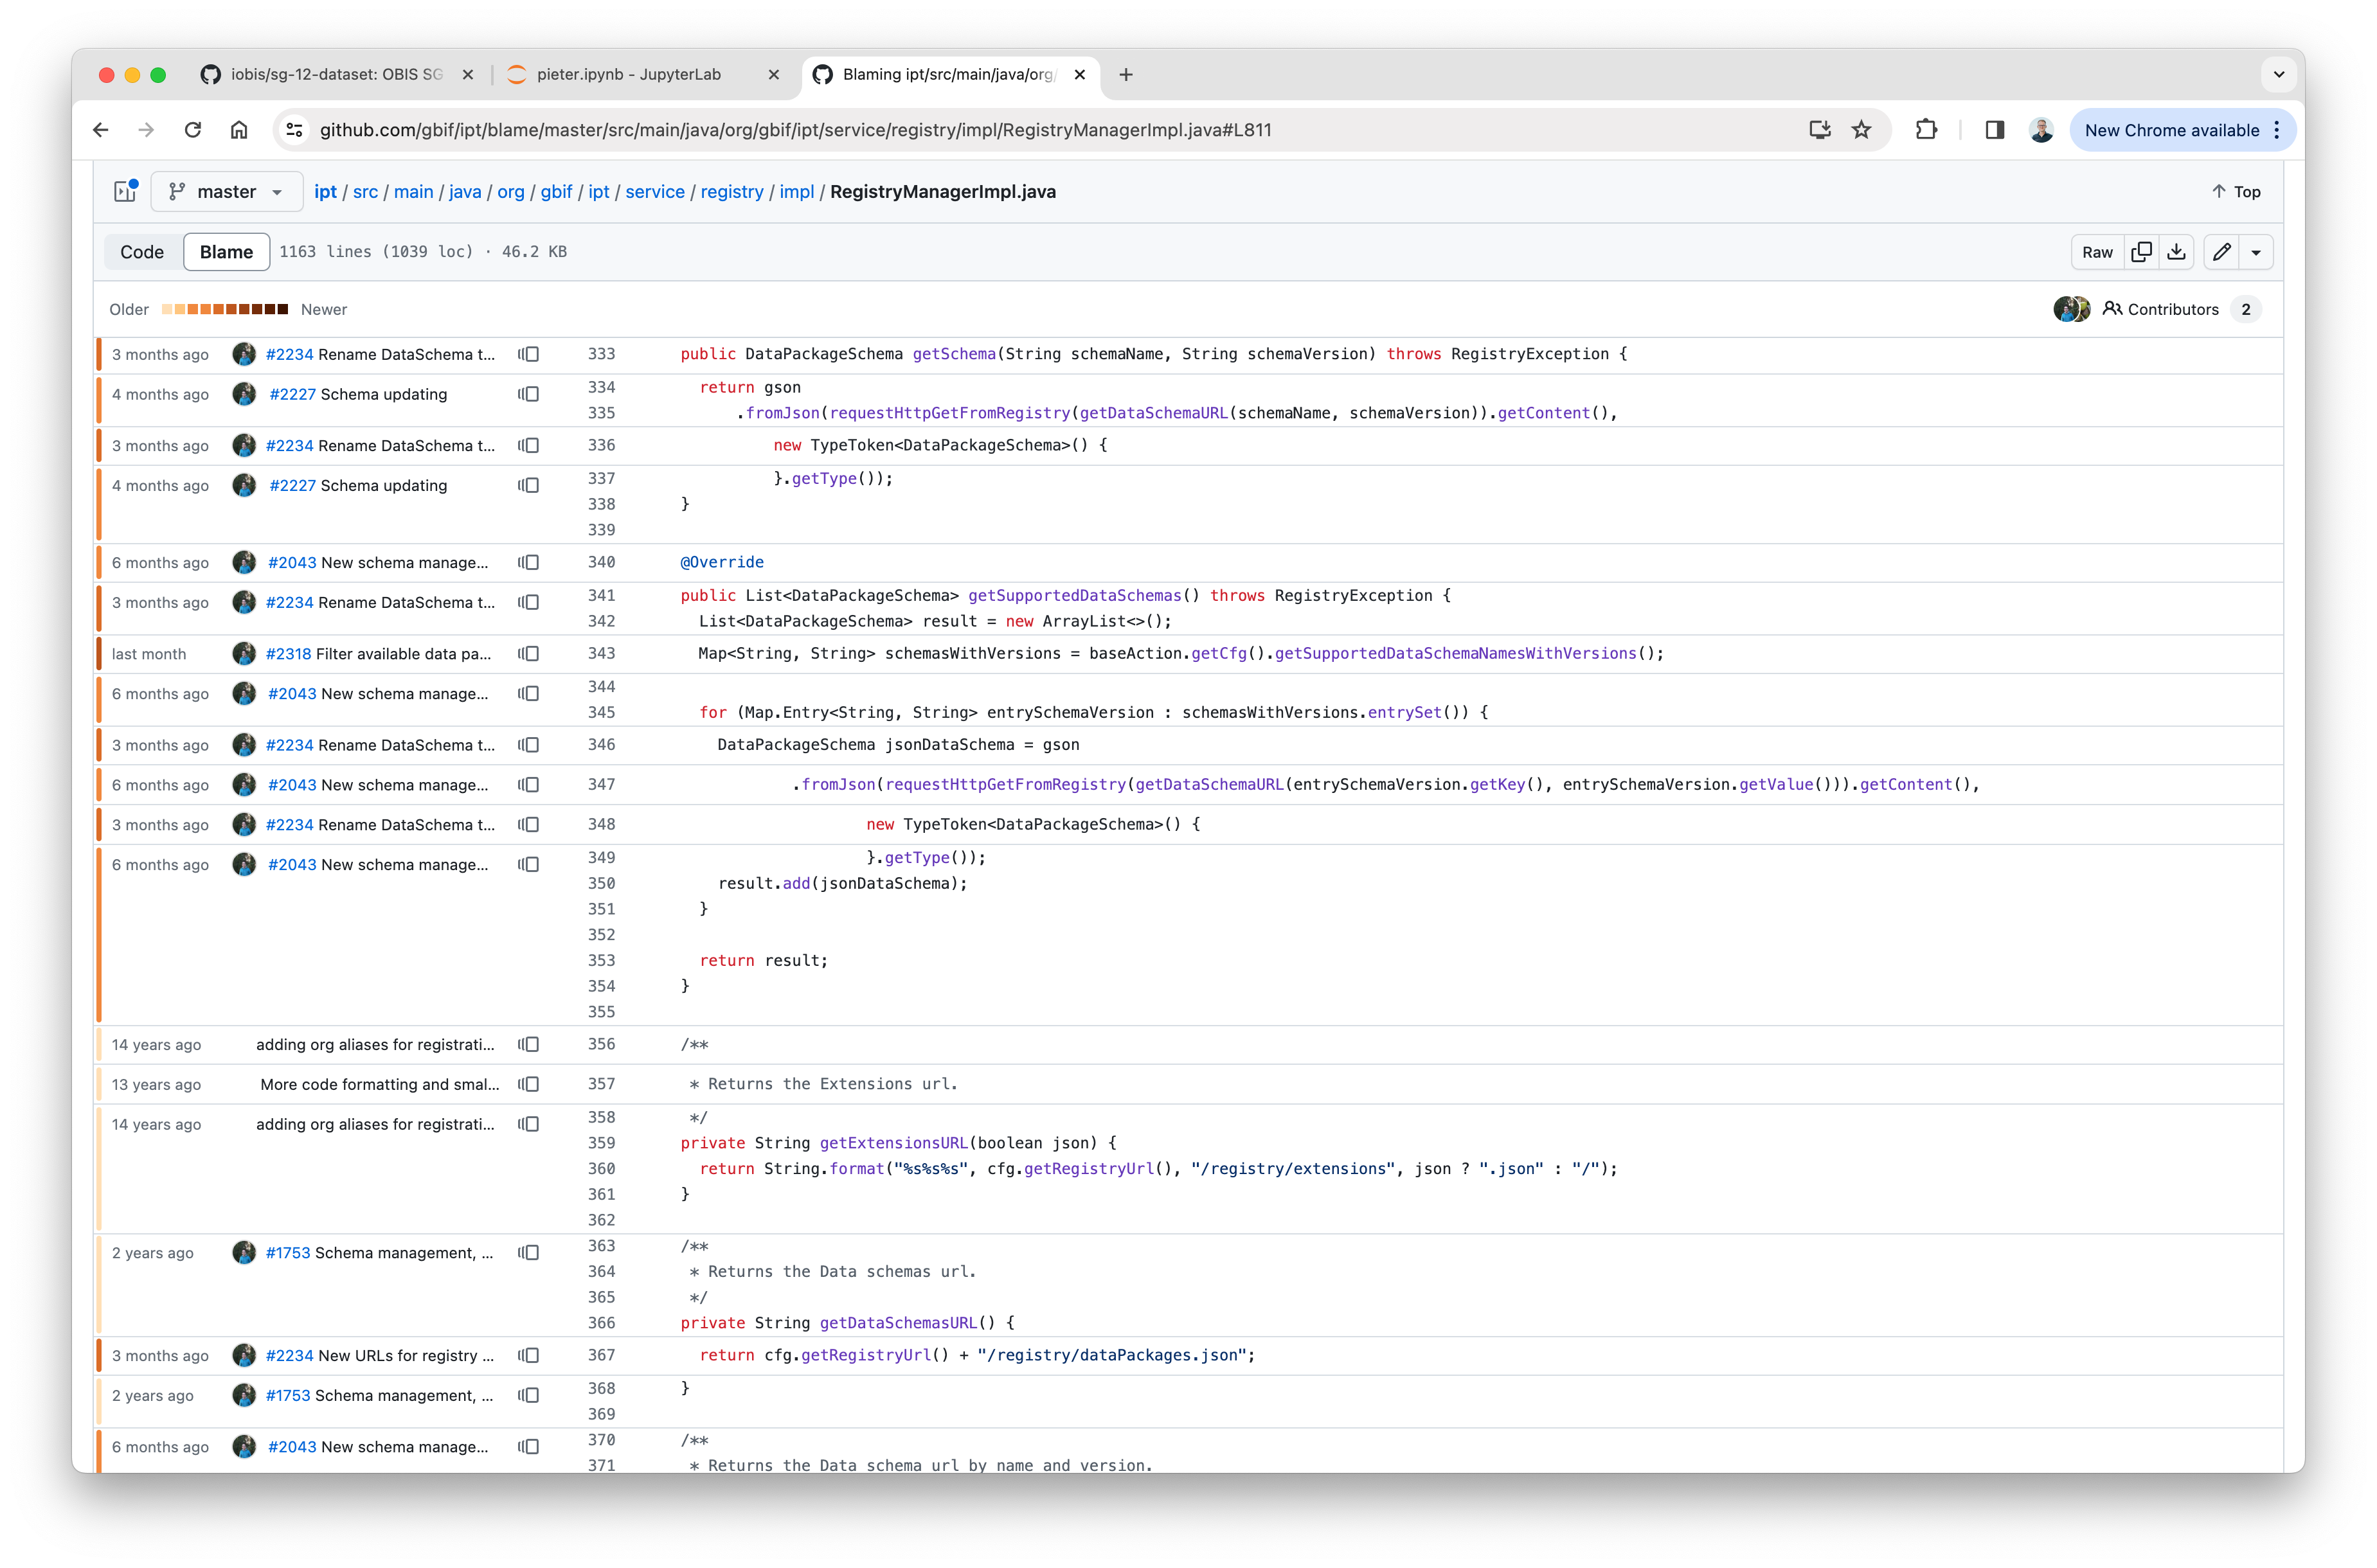 iobis/sg-12-dataset: OBIS SG
pieter.ipynb - JupyterLab
Blaming ipt/src/main/java/org/
github.com/gbif/ipt/blame/master/src/main/java/org/gbif/ipt/service/registry/impl/RegistryManagerImpl.java#L811
New Chrome available
master
ipt / src / main / java / org / gbif / ipt / service / registry / impl / RegistryManagerImpl.java
Top
Code Blame 1163 lines (1039 loc) · 46.2 KB
Raw
Older Newer
Contributors 2
3 months ago #2234 Rename DataSchema t... 333 public DataPackageSchema getSchema(String schemaName, String schemaVersion) throws RegistryException {
4 months ago #2227 Schema updating 334 return gson
335 .fromJson(requestHttpGetFromRegistry(getDataSchemaURL(schemaName, schemaVersion)).getContent(),
3 months ago #2234 Rename DataSchema t... 336 new TypeToken<DataPackageSchema>() {
4 months ago #2227 Schema updating 337 }.getType());
338 }
339
6 months ago #2043 New schema manage... 340 @Override
3 months ago #2234 Rename DataSchema t... 341 public List<DataPackageSchema> getSupportedDataSchemas() throws RegistryException {
342 List<DataPackageSchema> result = new ArrayList<>();
last month #2318 Filter available data pa... 343 Map<String, String> schemasWithVersions = baseAction.getCfg().getSupportedDataSchemaNamesWithVersions();
6 months ago #2043 New schema manage... 344
345 for (Map.Entry<String, String> entrySchemaVersion : schemasWithVersions.entrySet()) {
3 months ago #2234 Rename DataSchema t... 346 DataPackageSchema jsonDataSchema = gson
6 months ago #2043 New schema manage... 347 .fromJson(requestHttpGetFromRegistry(getDataSchemaURL(entrySchemaVersion.getKey(), entrySchemaVersion.getValue())).getContent(),
3 months ago #2234 Rename DataSchema t... 348 new TypeToken<DataPackageSchema>() {
6 months ago #2043 New schema manage... 349 }.getType());
350 result.add(jsonDataSchema);
351 }
352
353 return result;
354 }
355
14 years ago adding org aliases for registrati... 356 /**
13 years ago More code formatting and smal... 357 * Returns the Extensions url.
14 years ago adding org aliases for registrati... 358 */
359 private String getExtensionsURL(boolean json) {
360 return String.format("%s%s%s", cfg.getRegistryUrl(), "/registry/extensions", json ? ".json" : "/");
361 }
362
2 years ago #1753 Schema management, ... 363 /**
364 * Returns the Data schemas url.
365 */
366 private String getDataSchemasURL() {
3 months ago #2234 New URLs for registry ... 367 return cfg.getRegistryUrl() + "/registry/dataPackages.json";
2 years ago #1753 Schema management, ... 368 }
369
6 months ago #2043 New schema manage... 370 /**
371 * Returns the Data schema url by name and version.